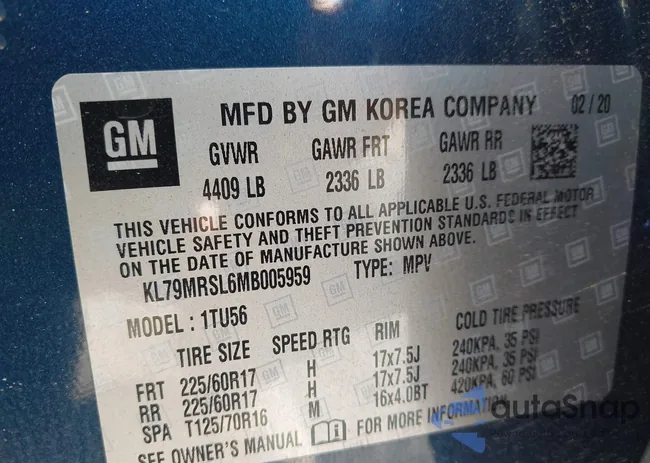 GM
MFD BY GM KOREA COMPANY 02/20
GVWR GAWR FRT GAWR RR
4409 LB 2336 LB 2336 LB
THIS VEHICLE CONFORMS TO ALL APPLICABLE U.S. FEDERAL MOTOR
VEHICLE SAFETY AND THEFT PREVENTION STANDARDS IN EFFECT
ON THE DATE OF MANUFACTURE SHOWN ABOVE.
KL79MRSL6MB005959 TYPE: MPV
MODEL : 1TU56
TIRE SIZE SPEED RTG RIM COLD TIRE PRESSURE
FRT 225/60R17 H 17x7.5J 240KPA, 35 PSI
RR 225/60R17 H 17x7.5J 240KPA, 35 PSI
SPA T125/70R16 M 16x4.0BT 420KPA, 60 PSI
SEE OWNER'S MANUAL FOR MORE INFORMATION
autoSnap